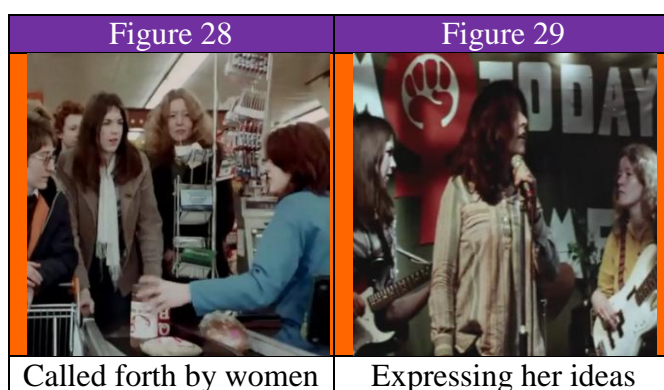 Figure 28
Figure 29
TODAY
Called forth by women
Expressing her ideas